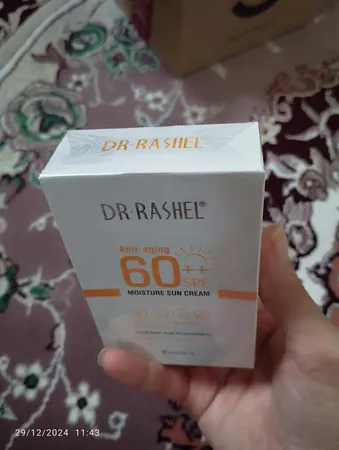 DR·RASHEL
DR·RASHEL®
Anti-aging
60++
SPF
MOISTURE SUN CREAM
29/12/2024 11:43